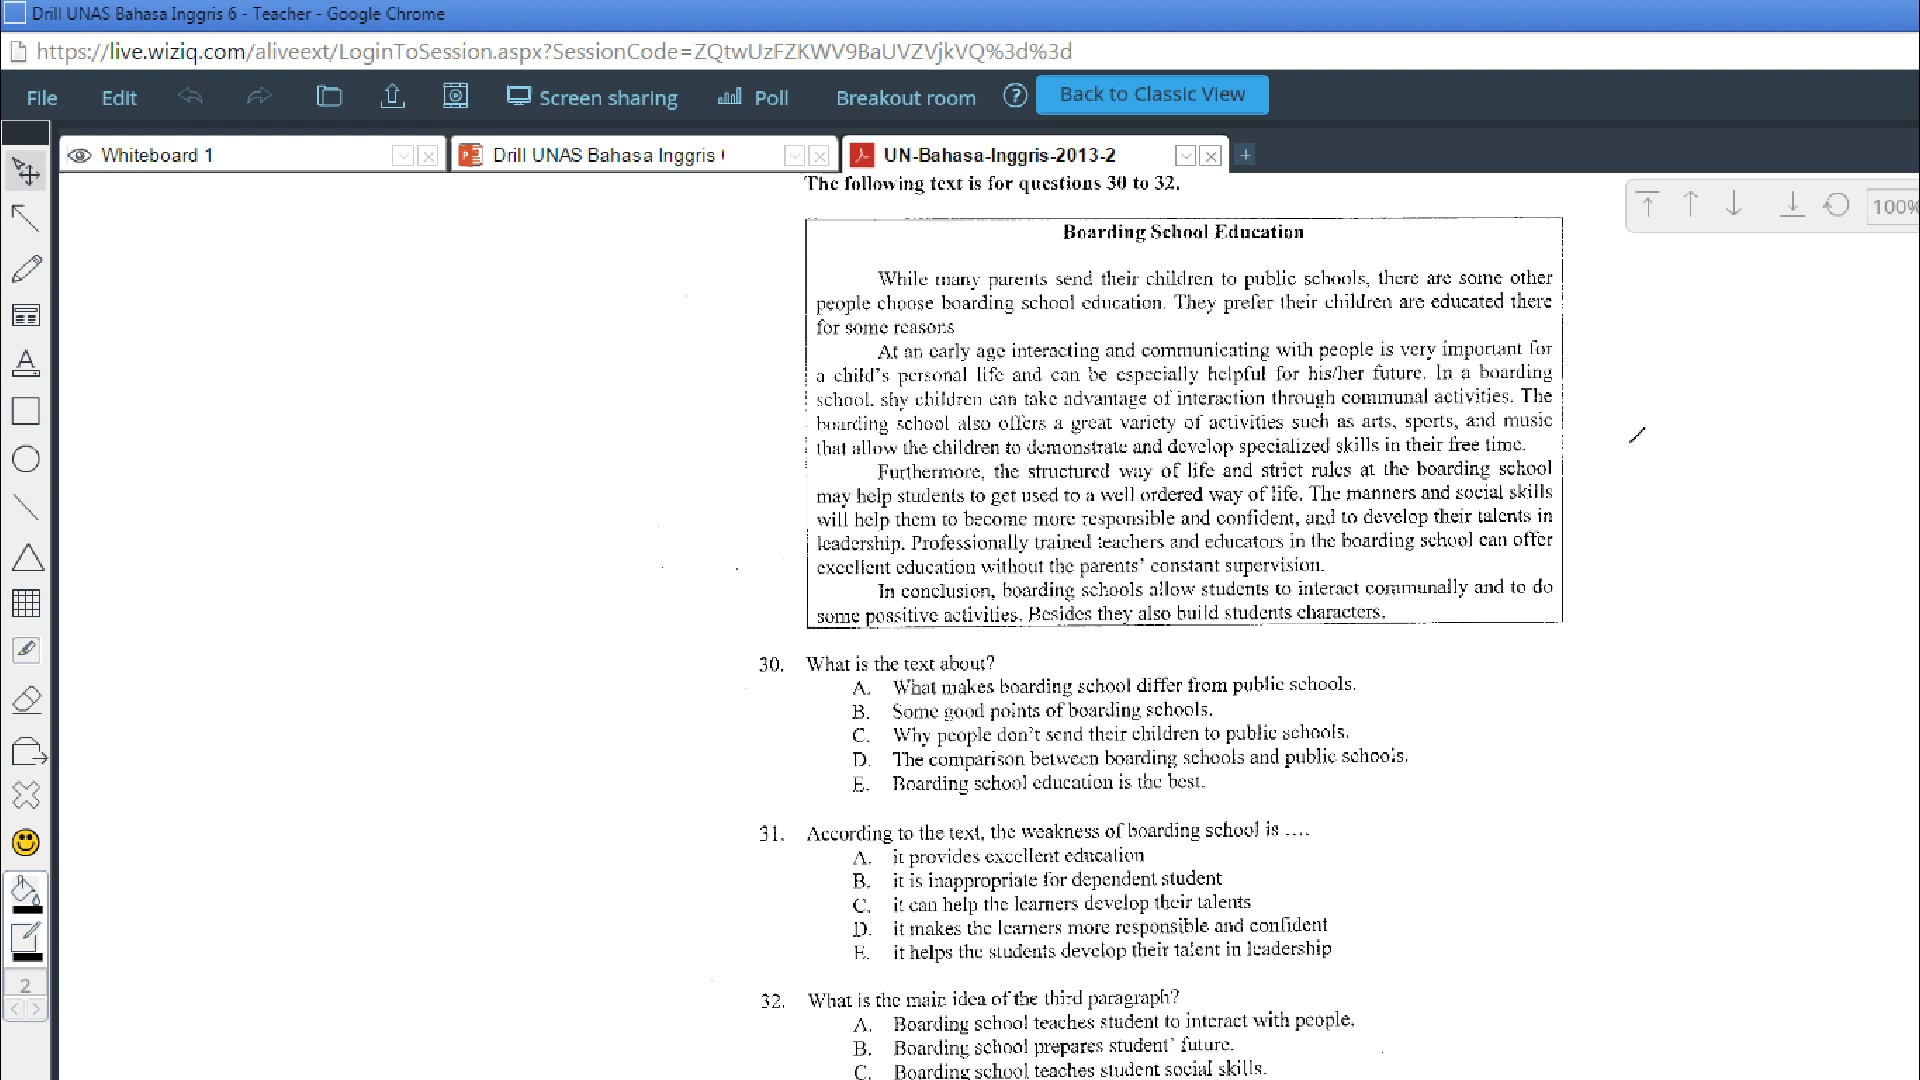 Drill UNAS Bahasa Inggris 6 - Teacher - Google Chrome
https://live.wiziq.com/aliveext/LoginToSession.aspx?SessionCode=ZQtwUzFZKWV9BaUVZVjkVQ%3d%3d
File Edit Screen sharing Poll Breakout room ? Back to Classic View
Whiteboard 1 Drill UNAS Bahasa Inggris UN-Bahasa-Inggris-2013-2 +
100%
The following text is for questions 30 to 32.
Boarding School Education
While many parents send their children to public schools, there are some other
people choose boarding school education. They prefer their children are educated there
for some reasons
At an early age interacting and communicating with people is very important for
a child's personal life and can be especially helpful for his/her future. In a boarding
school. shy children can take advantage of interaction through communal activities. The
boarding school also offers a great variety of activities such as arts, sports, and music
that allow the children to demonstrate and develop specialized skills in their free time.
Furthermore, the structured way of life and strict rules at the boarding school
may help students to get used to a well ordered way of life. The manners and social skills
will help them to become more responsible and confident, and to develop their talents in
leadership. Professionally trained teachers and educators in the boarding school can offer
excellent education without the parents' constant supervision.
In conclusion, boarding schools allow students to interact communally and to do
some possitive activities. Besides they also build students characters.
30. What is the text about?
A. What makes boarding school differ from public schools.
B. Some good points of boarding schools.
C. Why people don't send their children to public schools.
D. The comparison between boarding schools and public schools.
E. Boarding school education is the best.
31. According to the text, the weakness of boarding school is ....
A. it provides excellent education
B. it is inappropriate for dependent student
C. it can help the learners develop their talents
D. it makes the learners more responsible and confident
E. it helps the students develop their talent in leadership
32. What is the main idea of the third paragraph?
A. Boarding school teaches student to interact with people.
B. Boarding school prepares student' future.
C. Boarding school teaches student social skills.
2